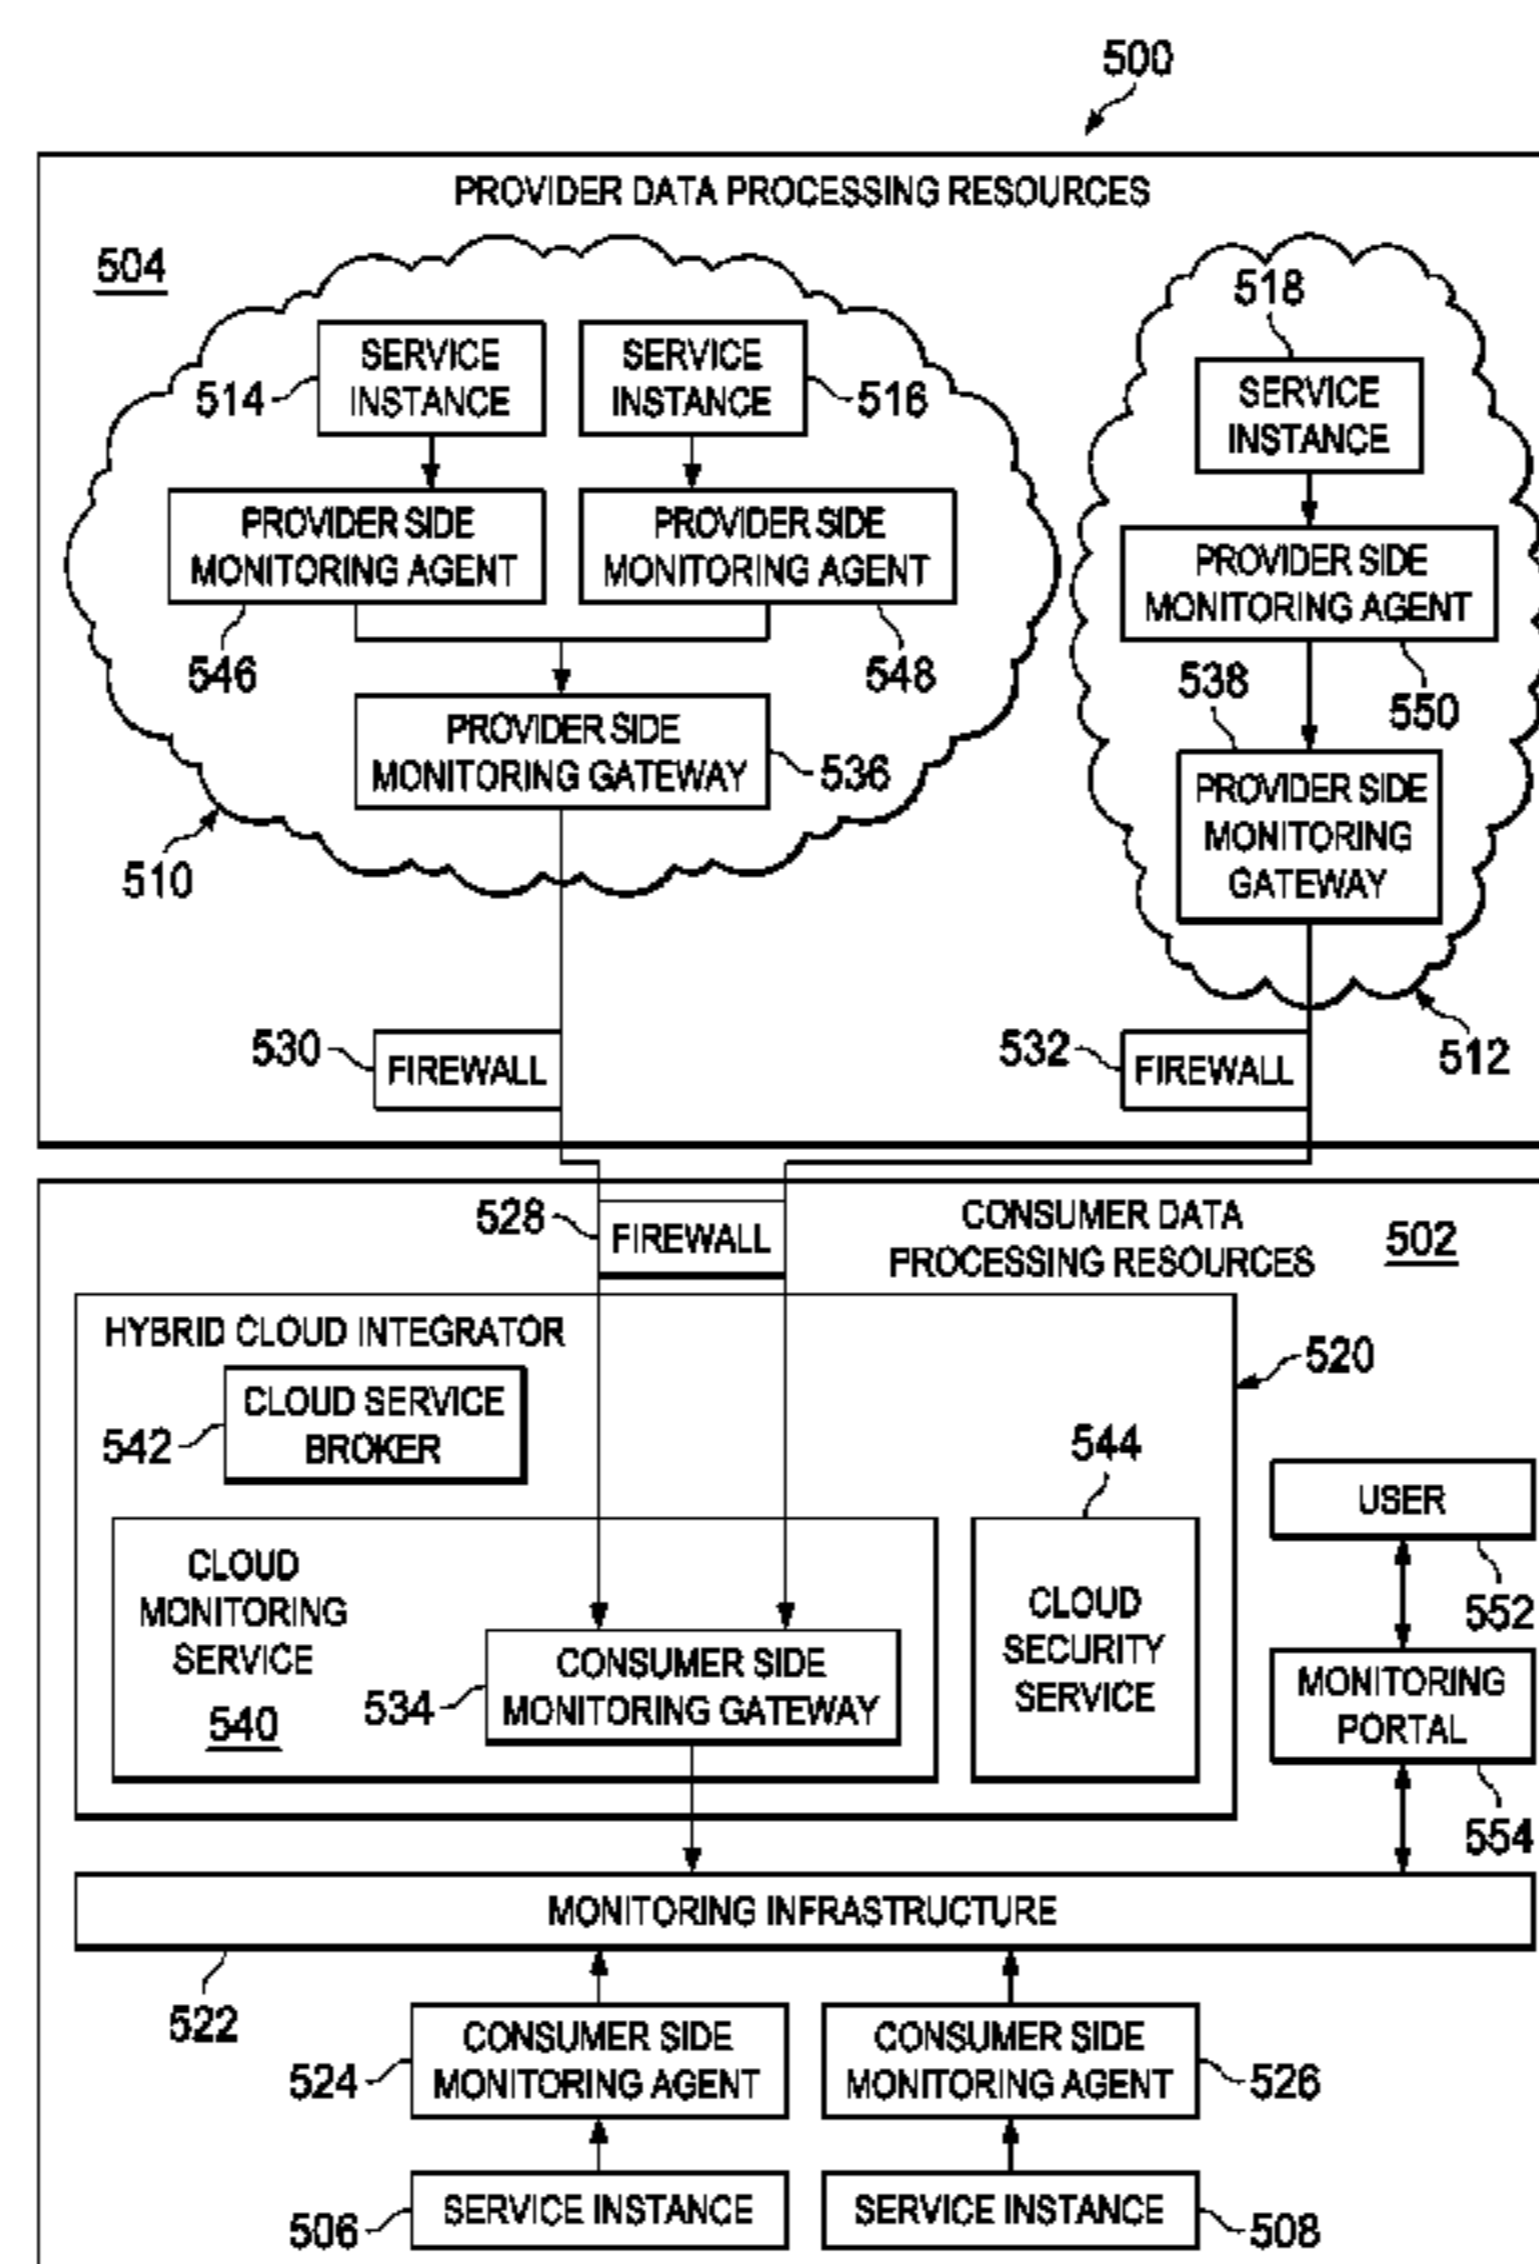 500
PROVIDER DATA PROCESSING RESOURCES
504
518
SERVICE
INSTANCE
514
SERVICE
INSTANCE
516
SERVICE
INSTANCE
PROVIDER SIDE
MONITORING AGENT
546
PROVIDER SIDE
MONITORING AGENT
548
PROVIDER SIDE
MONITORING AGENT
550
538
PROVIDER SIDE
MONITORING GATEWAY
536
PROVIDER SIDE
MONITORING
GATEWAY
510
512
530
FIREWALL
532
FIREWALL
528
FIREWALL
CONSUMER DATA
PROCESSING RESOURCES
502
HYBRID CLOUD INTEGRATOR
520
542
CLOUD SERVICE
BROKER
544
USER
552
CLOUD
MONITORING
SERVICE
540
534
CONSUMER SIDE
MONITORING GATEWAY
CLOUD
SECURITY
SERVICE
MONITORING
PORTAL
554
MONITORING INFRASTRUCTURE
522
524
CONSUMER SIDE
MONITORING AGENT
CONSUMER SIDE
MONITORING AGENT
526
506
SERVICE INSTANCE
SERVICE INSTANCE
508